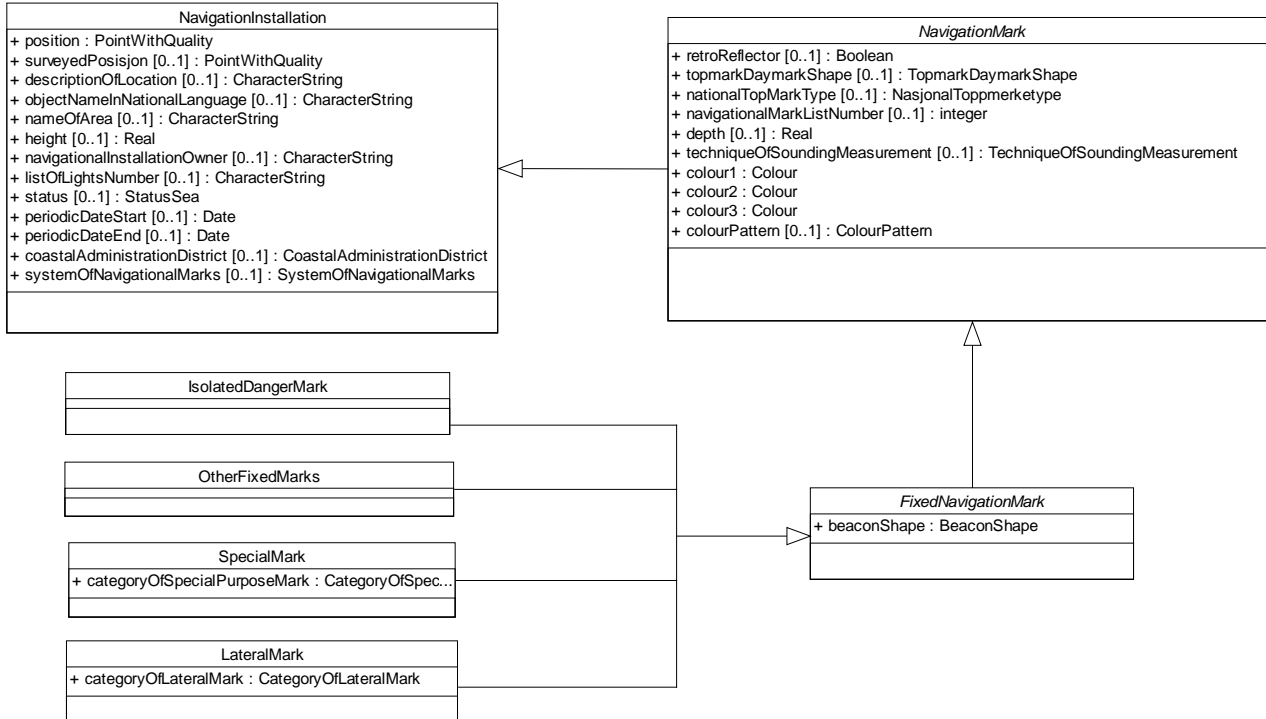 NavigationInstallation
+ position : PointWithQuality
+ surveyedPosisjon [0..1] : PointWithQuality
+ descriptionOfLocation [0..1] : CharacterString
+ objectNameInNationalLanguage [0..1] : CharacterString
+ nameOfArea [0..1] : CharacterString
+ height [0..1] : Real
+ navigationalInstallationOwner [0..1] : CharacterString
+ listOfLightsNumber [0..1] : CharacterString
+ status [0..1] : StatusSea
+ periodicDateStart [0..1] : Date
+ periodicDateEnd [0..1] : Date
+ coastalAdministrationDistrict [0..1] : CoastalAdministrationDistrict
+ systemOfNavigationalMarks [0..1] : SystemOfNavigationalMarks
NavigationMark
+ retroReflector [0..1] : Boolean
+ topmarkDaymarkShape [0..1] : TopmarkDaymarkShape
+ nationalTopMarkType [0..1] : NasjonalToppmerketype
+ navigationalMarkListNumber [0..1] : integer
+ depth [0..1] : Real
+ techniqueOfSoundingMeasurement [0..1] : TechniqueOfSoundingMeasurement
+ colour1 : Colour
+ colour2 : Colour
+ colour3 : Colour
+ colourPattern [0..1] : ColourPattern
IsolatedDangerMark
OtherFixedMarks
SpecialMark
+ categoryOfSpecialPurposeMark : CategoryOfSpec...
LateralMark
+ categoryOfLateralMark : CategoryOfLateralMark
FixedNavigationMark
+ beaconShape : BeaconShape